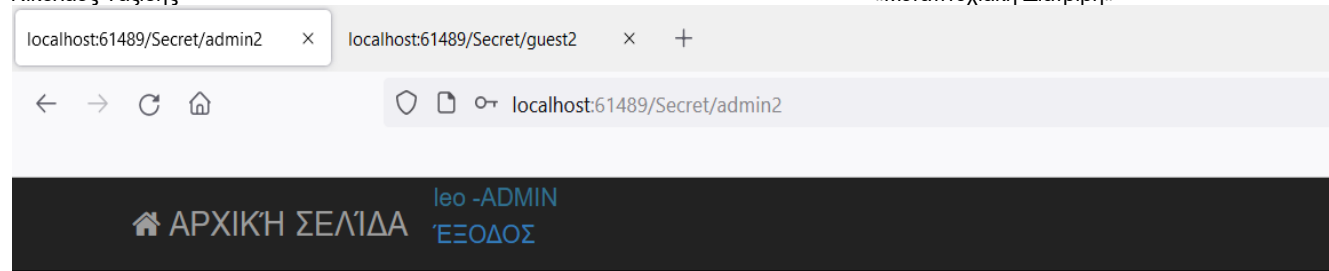 localhost:61489/Secret/admin2 × localhost:61489/Secret/guest2 × +
localhost:61489/Secret/admin2
ΑΡΧΙΚΉ ΣΕΛΊΔΑ
leo -ADMIN
ΈΞΟΔΟΣ